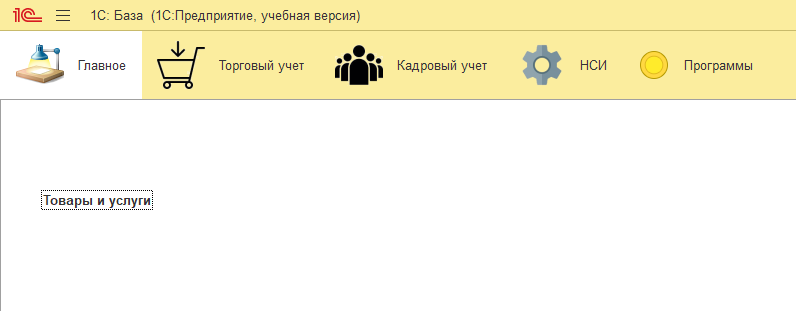 1С 1С: База (1С:Предприятие, учебная версия)
Главное Торговый учет Кадровый учет НСИ Программы
Товары и услуги